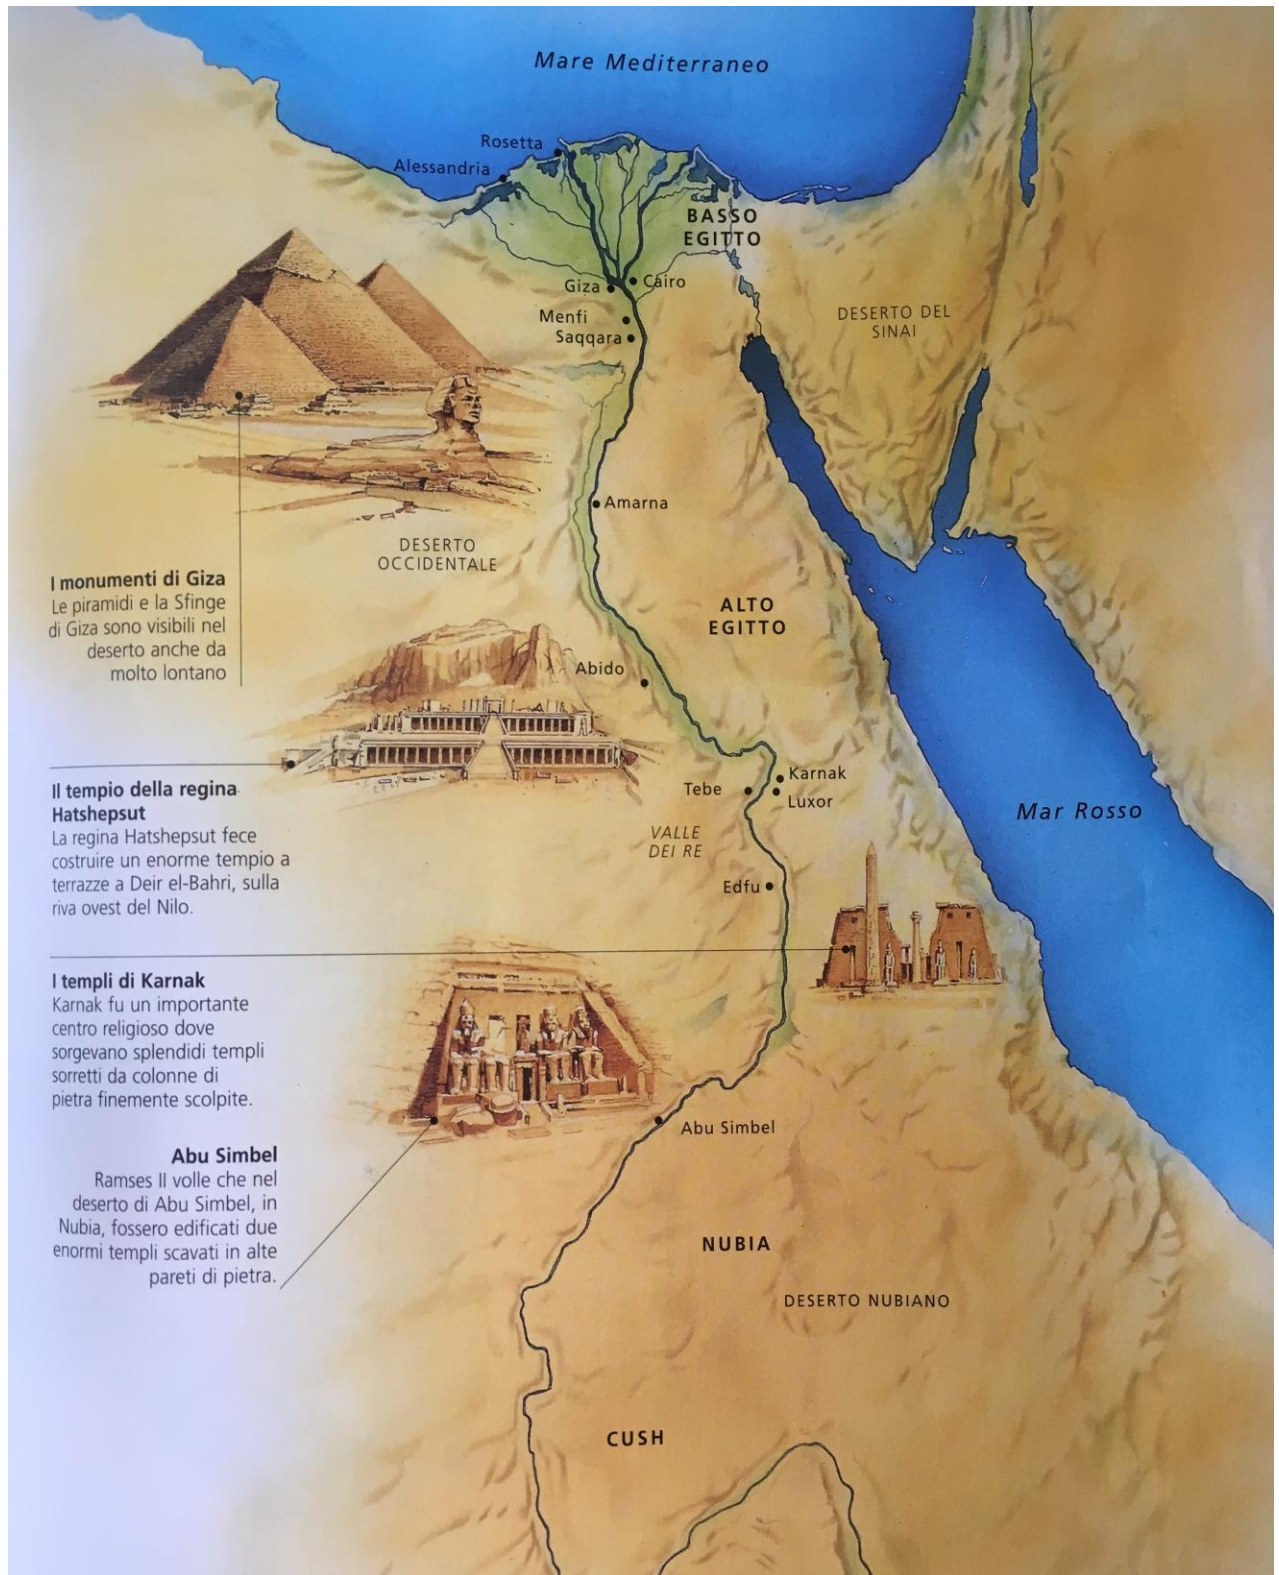 Mare Mediterraneo
Rosetta
Alessandria
BASSO
EGITTO
Giza
Cairo
DESERTO DEL
SINAI
Menfi
Saqqara
Amarna
DESERTO
OCCIDENTALE
I monumenti di Giza
Le piramidi e la Sfinge
di Giza sono visibili nel
deserto anche da
molto lontano
ALTO
EGITTO
Abido
Karnak
Tebe
Luxor
Mar Rosso
Il tempio della regina
Hatshepsut
La regina Hatshepsut fece
costruire un enorme tempio a
terrazze a Deir el-Bahri, sulla
riva ovest del Nilo.
VALLE
DEI RE
Edfu
I templi di Karnak
Karnak fu un importante
centro religioso dove
sorgevano splendidi templi
sorretti da colonne di
pietra finemente scolpite.
Abu Simbel
Abu Simbel
Ramses II volle che nel
deserto di Abu Simbel, in
Nubia, fossero edificati due
enormi templi scavati in alte
pareti di pietra.
NUBIA
DESERTO NUBIANO
CUSH